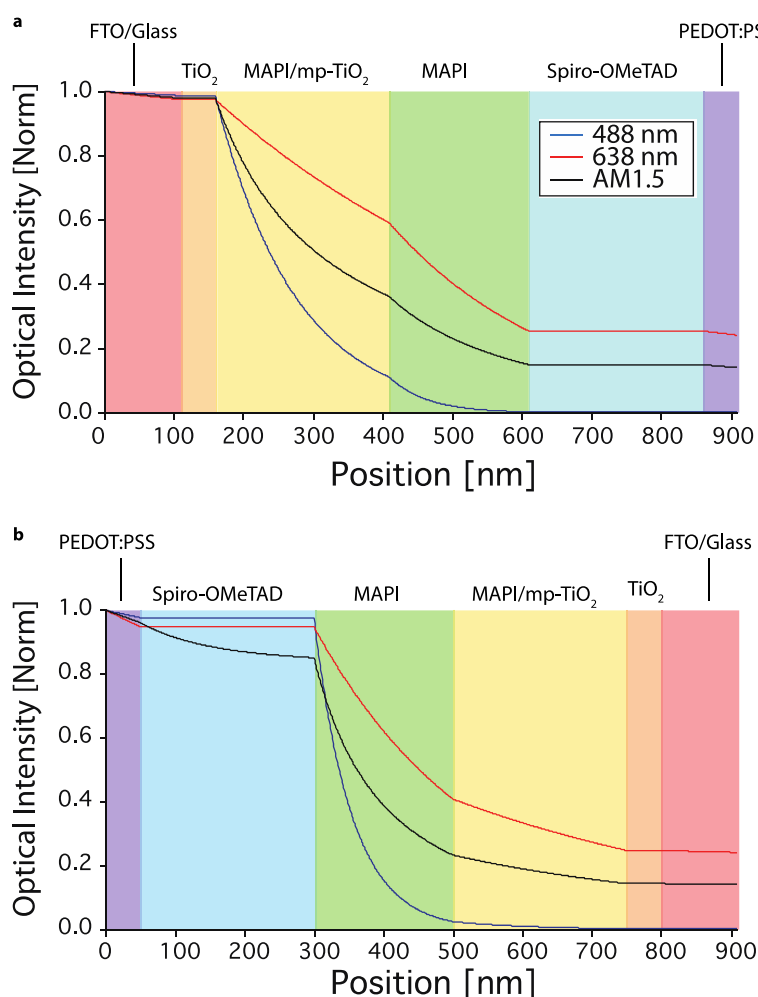 a
FTO/Glass
PEDOT:PS
TiO2
MAPI/mp-TiO2
MAPI
Spiro-OMeTAD
1.0
0.8
0.6
0.4
0.2
0.0
Optical Intensity [Norm]
488 nm
638 nm
AM1.5
0 100 200 300 400 500 600 700 800 900
Position [nm]
b
PEDOT:PSS
FTO/Glass
Spiro-OMeTAD
MAPI
MAPI/mp-TiO2
TiO2
1.0
0.8
0.6
0.4
0.2
0.0
Optical Intensity [Norm]
0 100 200 300 400 500 600 700 800 900
Position [nm]